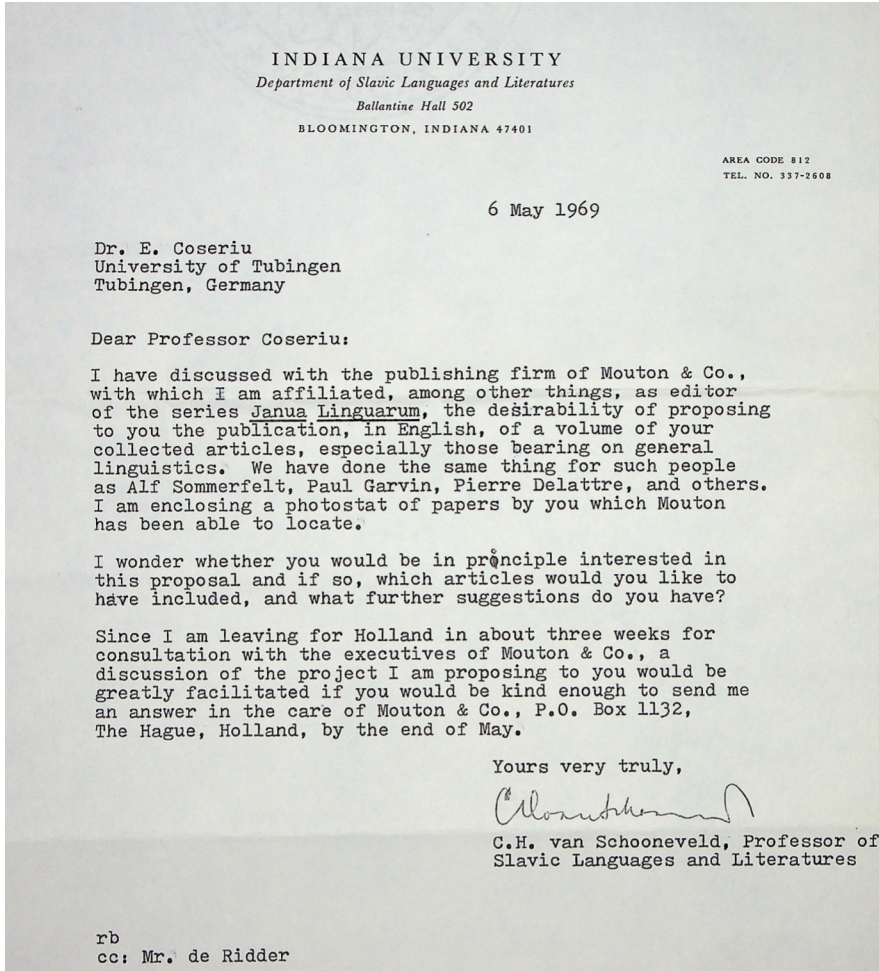 INDIANA UNIVERSITY
Department of Slavic Languages and Literatures
Ballantine Hall 502
BLOOMINGTON, INDIANA 47401
AREA CODE 812
TEL. NO. 337-2608
6 May 1969
Dr. E. Coseriu
University of Tubingen
Tubingen, Germany
Dear Professor Coseriu:
I have discussed with the publishing firm of Mouton & Co.,
with which I am affiliated, among other things, as editor
of the series Janua Linguarum, the desirability of proposing
to you the publication, in English, of a volume of your
collected articles, especially those bearing on general
linguistics. We have done the same thing for such people
as Alf Sommerfelt, Paul Garvin, Pierre Delattre, and others.
I am enclosing a photostat of papers by you which Mouton
has been able to locate.
I wonder whether you would be in principle interested in
this proposal and if so, which articles would you like to
have included, and what further suggestions do you have?
Since I am leaving for Holland in about three weeks for
consultation with the executives of Mouton & Co., a
discussion of the project I am proposing to you would be
greatly facilitated if you would be kind enough to send me
an answer in the care of Mouton & Co., P.O. Box 1132,
The Hague, Holland, by the end of May.
Yours very truly,
C.H. van Schooneveld, Professor of
Slavic Languages and Literatures
rb
cc: Mr. de Ridder